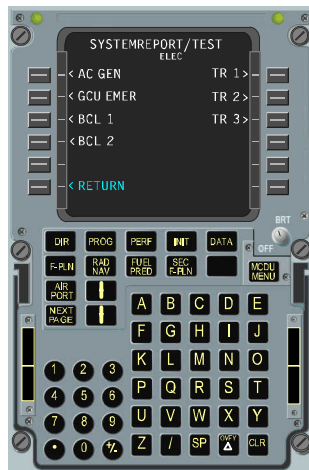 SYSTEMREPORT/TEST
ELEC
<AC GEN TR 1>
<GCU EMER TR 2>
<BCL 1 TR 3>
<BCL 2
<RETURN
BRT
OFF
DIR PROG PERF INIT DATA
F-PLN RAD NAV FUEL PRED SEC F-PLN MCDU MENU
AIR PORT
NEXT PAGE
A B C D E
F G H I J
K L M N O
1 2 3
P Q R S T
4 5 6
U V W X Y
7 8 9
Z / SP OVFY Δ CLR
• 0 +/-